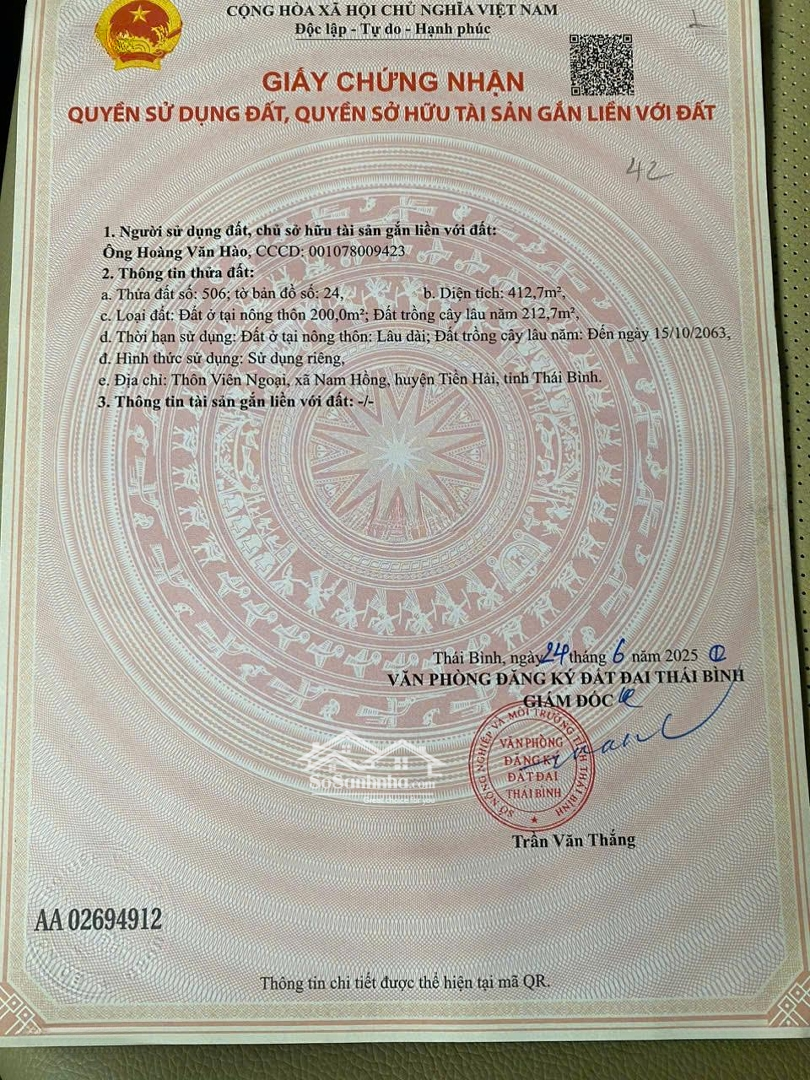 CỘNG HÒA XÃ HỘI CHỦ NGHĨA VIỆT NAM
Độc lập - Tự do - Hạnh phúc
GIẤY CHỨNG NHẬN
QUYỀN SỬ DỤNG ĐẤT, QUYỀN SỞ HỮU TÀI SẢN GẮN LIỀN VỚI ĐẤT
42
1. Người sử dụng đất, chủ sở hữu tài sản gắn liền với đất:
Ông Hoàng Văn Hào, CCCD: 001078009423
2. Thông tin thửa đất:
a. Thửa đất số: 506; tờ bản đồ số: 24, b. Diện tích: 412,7m²,
c. Loại đất: Đất ở tại nông thôn 200,0m²; Đất trồng cây lâu năm 212,7m²;
d. Thời hạn sử dụng: Đất ở tại nông thôn: Lâu dài; Đất trồng cây lâu năm: Đến ngày 15/10/2063,
đ. Hình thức sử dụng: Sử dụng riêng,
e. Địa chỉ: Thôn Viên Ngoại, xã Nam Hồng, huyện Tiền Hải, tỉnh Thái Bình.
3. Thông tin tài sản gắn liền với đất: -/-
Thái Bình, ngày 24 tháng 6 năm 2025
VĂN PHÒNG ĐĂNG KÝ ĐẤT ĐAI THÁI BÌNH
GIÁM ĐỐC
SỞ NÔNG NGHIỆP VÀ MÔI TRƯỜNG TỈNH THÁI BÌNH
VĂN PHÒNG
ĐĂNG KÝ
ĐẤT ĐAI
THÁI BÌNH
SoSanhnha.com
Trần Văn Thắng
AA 02694912
Thông tin chi tiết được thể hiện tại mã QR.